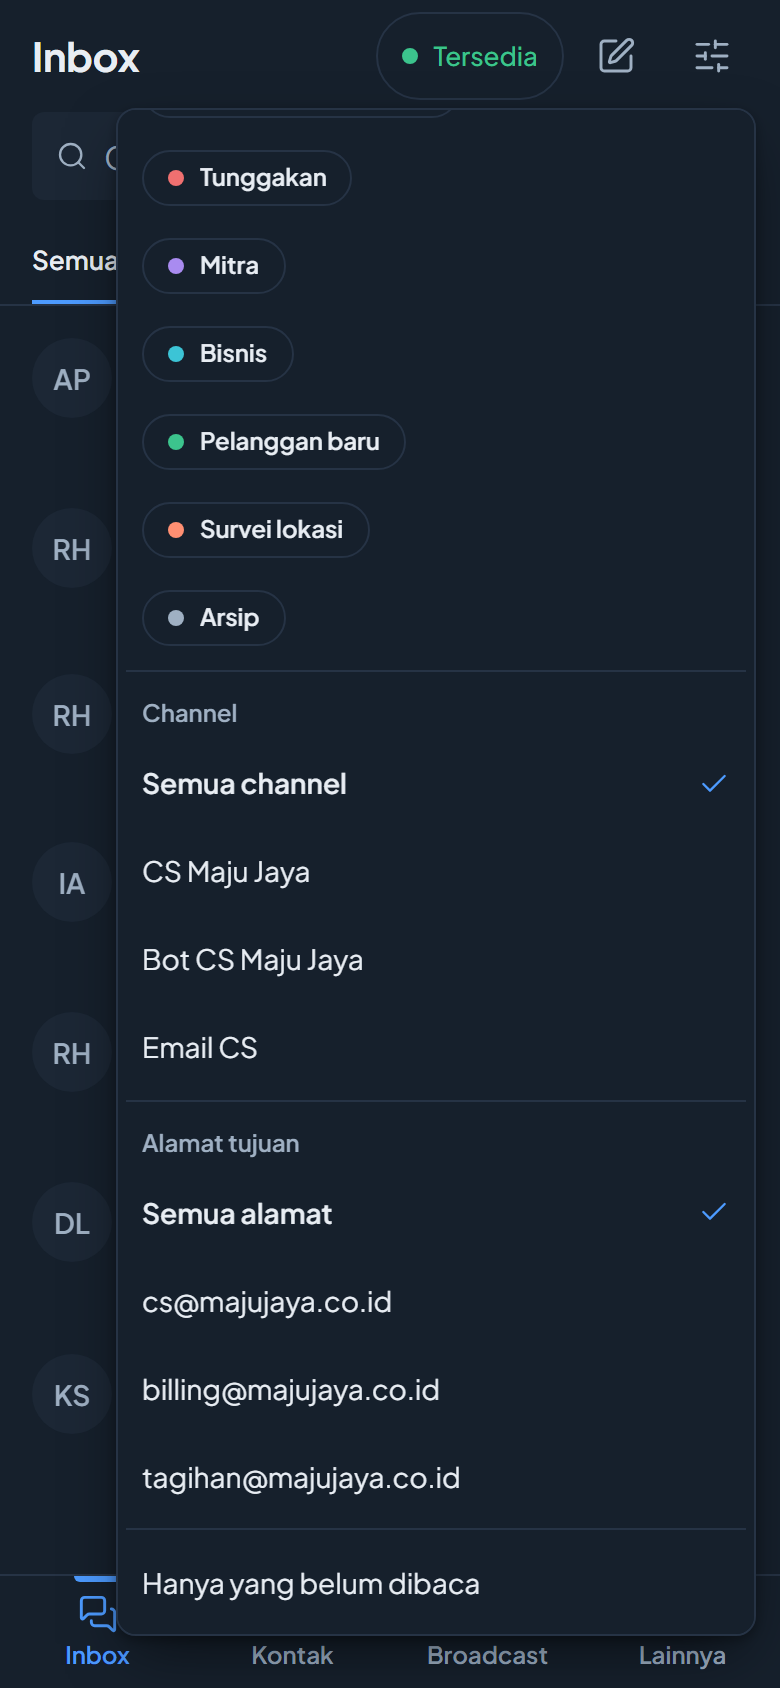 Inbox
Tersedia
Tunggakan
Semua
Mitra
Bisnis
AP
Pelanggan baru
Survei lokasi
RH
Arsip
Channel
RH
Semua channel
CS Maju Jaya
IA
Bot CS Maju Jaya
Email CS
RH
Alamat tujuan
Semua alamat
DL
cs@majujaya.co.id
billing@majujaya.co.id
KS
tagihan@majujaya.co.id
Hanya yang belum dibaca
Inbox
Kontak
Broadcast
Lainnya